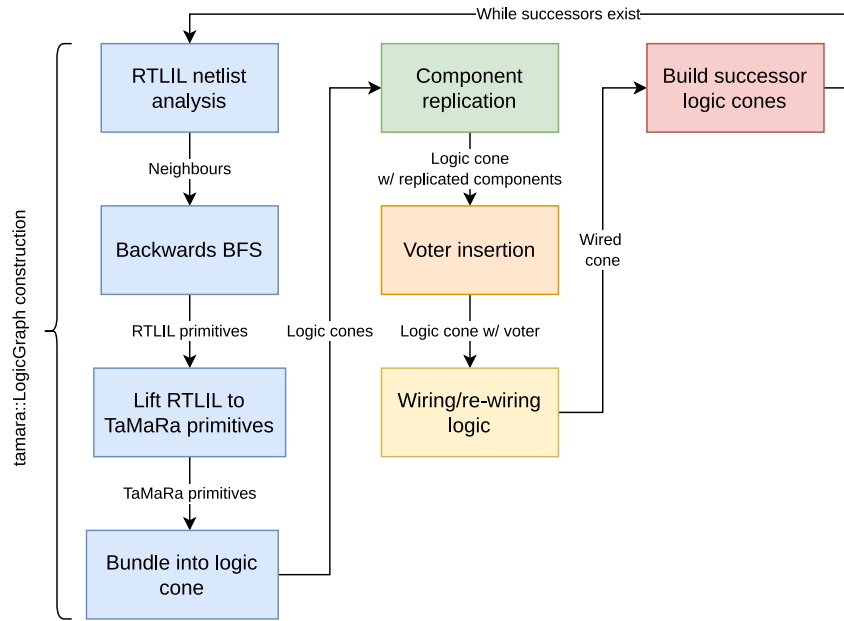 While successors exist
RTLIL netlist
analysis
Component
replication
Build successor
logic cones
Neighbours
Logic cone
w/ replicated components
Backwards BFS
Voter insertion
Wired
cone
tamara::LogicGraph construction
RTLIL primitives
Logic cones
Logic cone w/ voter
Lift RTLIL to
TaMaRa primitives
Wiring/re-wiring
logic
TaMaRa primitives
Bundle into logic
cone